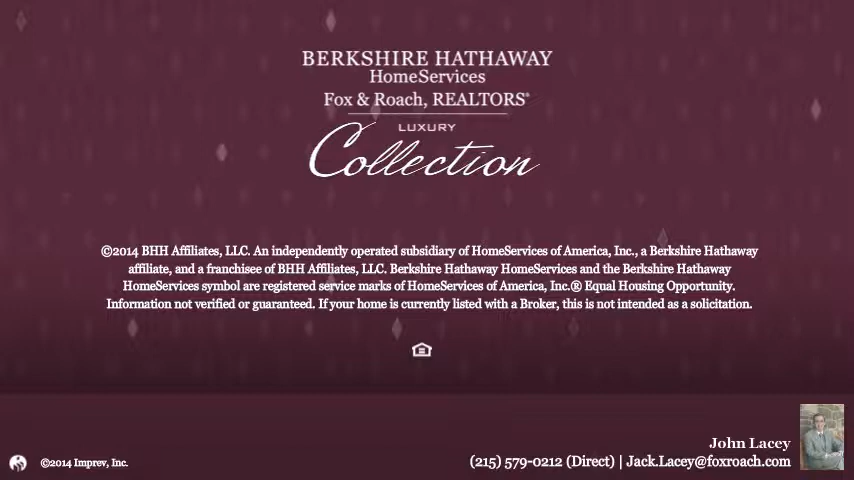 BERKSHIRE HATHAWAY
HomeServices
Fox & Roach, REALTORS®
LUXURY
Collection
©2014 BHH Affiliates, LLC. An independently operated subsidiary of HomeServices of America, Inc., a Berkshire Hathaway
affiliate, and a franchisee of BHH Affiliates, LLC. Berkshire Hathaway HomeServices and the Berkshire Hathaway
HomeServices symbol are registered service marks of HomeServices of America, Inc.® Equal Housing Opportunity.
Information not verified or guaranteed. If your home is currently listed with a Broker, this is not intended as a solicitation.
John Lacey
(215) 579-0212 (Direct) | Jack.Lacey@foxroach.com
©2014 Imprev, Inc.